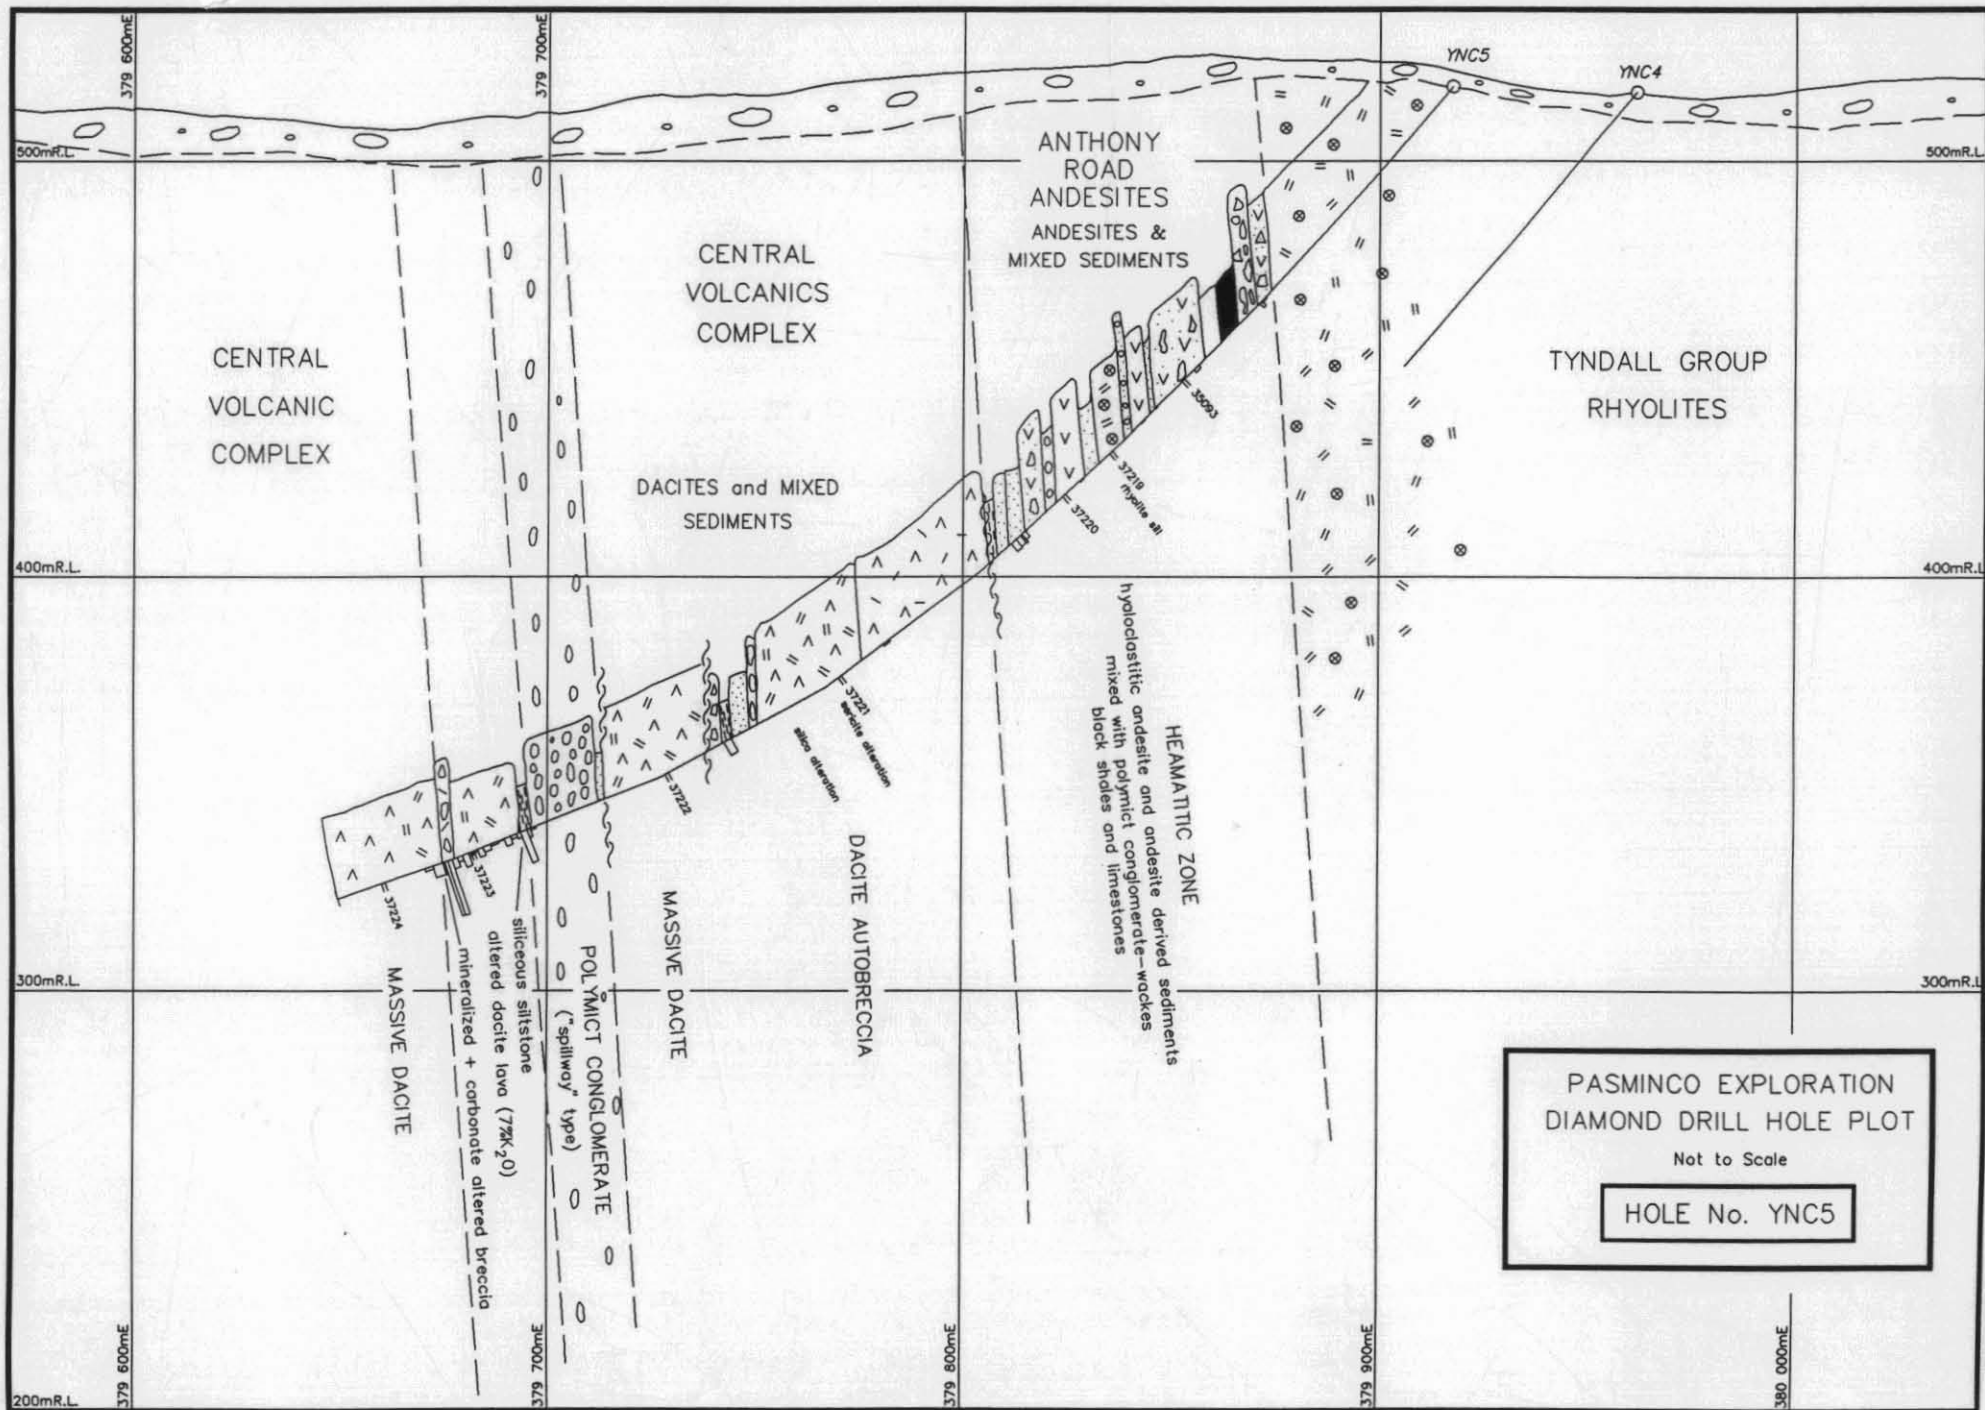 379 600mE
379 700mE
YNC5
YNC4
500mR.L.
500mR.L.
ANTHONY
ROAD
ANDESITES
ANDESITES &
MIXED SEDIMENTS
CENTRAL
VOLCANICS
COMPLEX
CENTRAL
VOLCANIC
COMPLEX
TYNDALL GROUP
RHYOLITES
DACITES and MIXED
SEDIMENTS
35093
37219
rhyolite sill
37220
400mR.L.
400mR.L
37221
sericite alteration
silica alteration
37222
37223
37224
HEAMATITIC ZONE
hyaloclastitic andesite and andesite derived sediments
mixed with polymict conglomerate-wackes
black shales and limestones
DACITE AUTOBRECCIA
MASSIVE DACITE
POLYMICT CONGLOMERATE
("spillway" type)
siliceous siltstone
altered dacite lava (7%K₂O)
mineralized + carbonate altered breccia
MASSIVE DACITE
300mR.L.
300mR.L
PASMINCO EXPLORATION
DIAMOND DRILL HOLE PLOT
Not to Scale
HOLE No. YNC5
200mR.L.
379 600mE
379 700mE
379 800mE
379 900mE
380 000mE